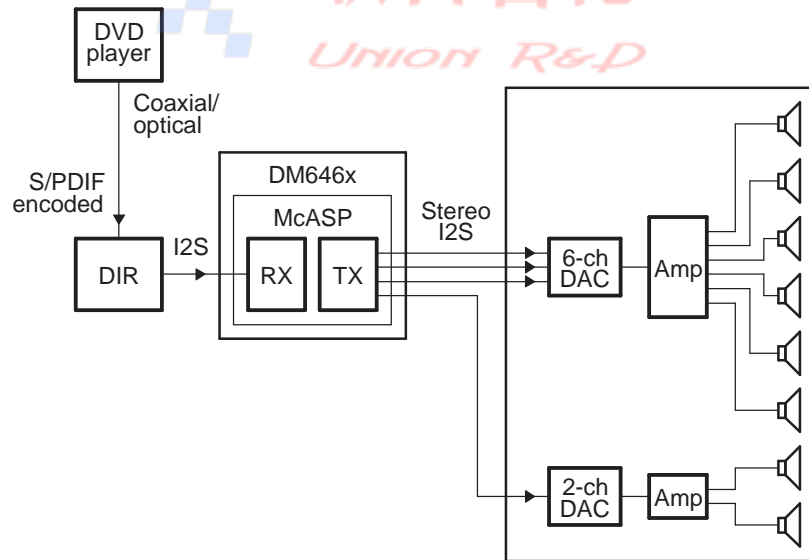 UNION R&D
DVD
player
Coaxial/
optical
S/PDIF
encoded
DIR
I2S
DM646x
McASP
RX
TX
Stereo
I2S
6-ch
DAC
Amp
2-ch
DAC
Amp